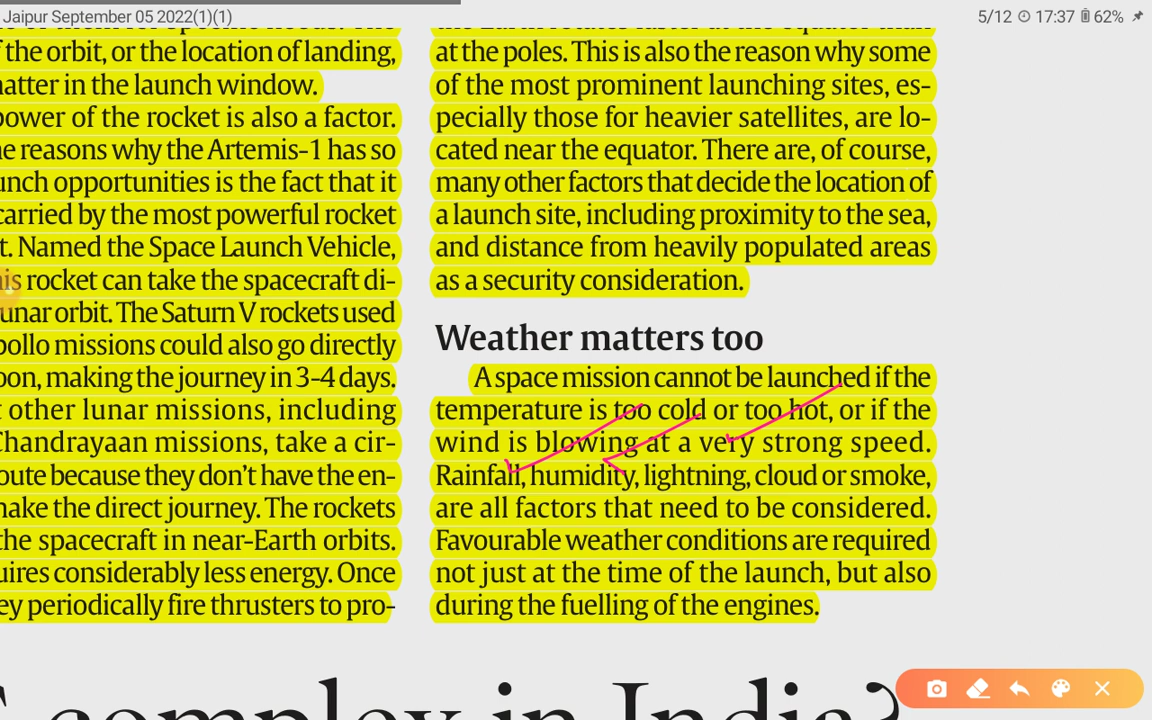 Jaipur September 05 2022(1)(1)
5/12 17:37 62%
the orbit, or the location of landing,
matter in the launch window.
power of the rocket is also a factor.
reasons why the Artemis-1 has so
opportunities is the fact that it
carried by the most powerful rocket
t. Named the Space Launch Vehicle,
rocket can take the spacecraft di-
unar orbit. The Saturn V rockets used
pollo missions could also go directly
oon, making the journey in 3-4 days.
other lunar missions, including
Chandrayaan missions, take a cir-
oute because they don't have the en-
make the direct journey. The rockets
the spacecraft in near-Earth orbits.
uires considerably less energy. Once
ey periodically fire thrusters to pro-
the Earth rotates faster at the equator than
at the poles. This is also the reason why some
of the most prominent launching sites, es-
pecially those for heavier satellites, are lo-
cated near the equator. There are, of course,
many other factors that decide the location of
a launch site, including proximity to the sea,
and distance from heavily populated areas
as a security consideration.
Weather matters too
A space mission cannot be launched if the
temperature is too cold or too hot, or if the
wind is blowing at a very strong speed.
Rainfall, humidity, lightning, cloud or smoke,
are all factors that need to be considered.
Favourable weather conditions are required
not just at the time of the launch, but also
during the fuelling of the engines.
complex in India?